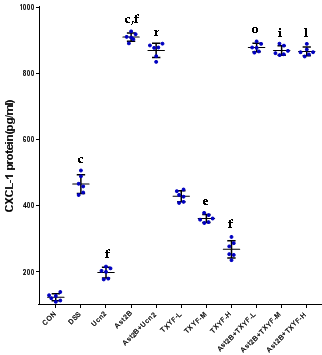 1000
800
600
400
200
CXCL-1 protein(pg/ml)
c
f
c,f
r
e
f
o
i
l
CON
DSS
Ucn2
Ast2B
Ast2B+Ucn2
TXYF-L
TXYF-M
TXYF-H
Ast2B+TXYF-L
Ast2B+TXYF-M
Ast2B+TXYF-H